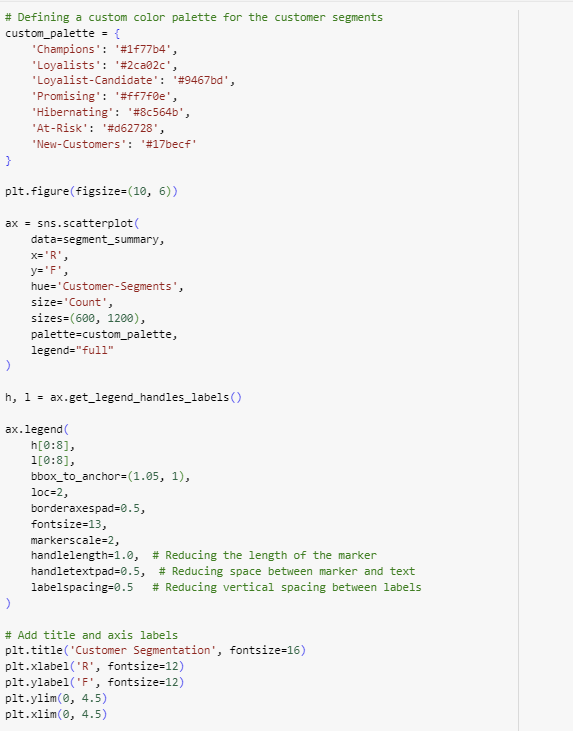 # Defining a custom color palette for the customer segments
custom_palette = {
    'Champions': '#1f77b4',
    'Loyalists': '#2ca02c',
    'Loyalist-Candidate': '#9467bd',
    'Promising': '#ff7f0e',
    'Hibernating': '#8c564b',
    'At-Risk': '#d62728',
    'New-Customers': '#17becf'
}

plt.figure(figsize=(10, 6))

ax = sns.scatterplot(
    data=segment_summary,
    x='R',
    y='F',
    hue='Customer-Segments',
    size='Count',
    sizes=(600, 1200),
    palette=custom_palette,
    legend="full"
)

h, l = ax.get_legend_handles_labels()

ax.legend(
    h[0:8],
    l[0:8],
    bbox_to_anchor=(1.05, 1),
    loc=2,
    borderaxespad=0.5,
    fontsize=13,
    markerscale=2,
    handlelength=1.0,  # Reducing the length of the marker
    handletextpad=0.5,  # Reducing space between marker and text
    labelspacing=0.5   # Reducing vertical spacing between labels
)

# Add title and axis labels
plt.title('Customer Segmentation', fontsize=16)
plt.xlabel('R', fontsize=12)
plt.ylabel('F', fontsize=12)
plt.ylim(0, 4.5)
plt.xlim(0, 4.5)